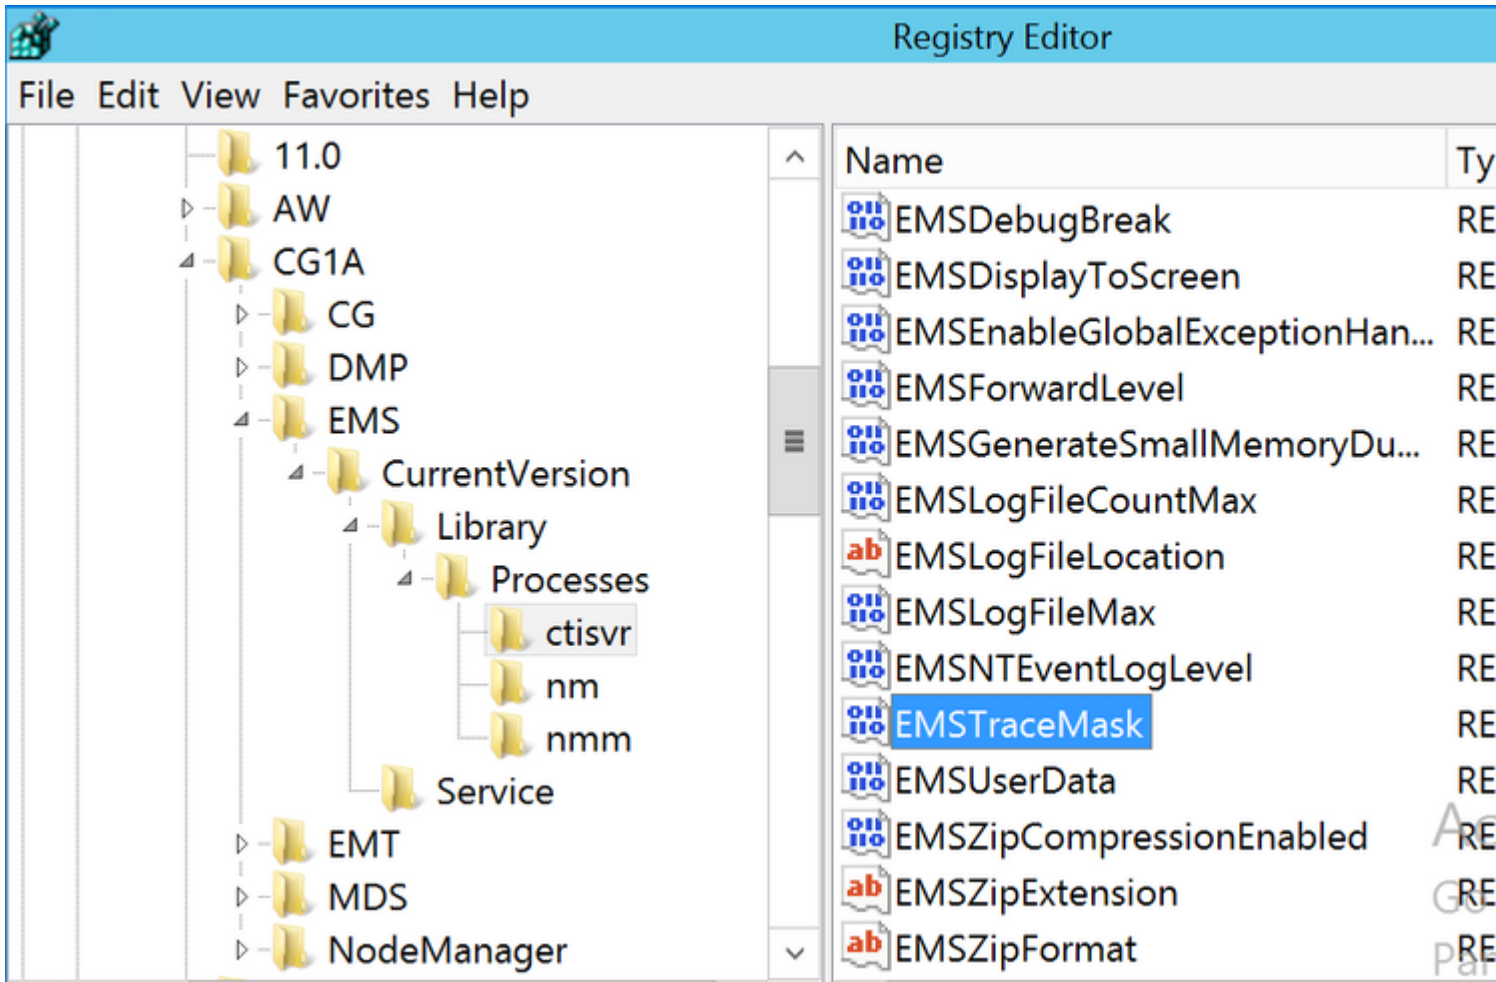 Registry Editor
File Edit View Favorites Help
11.0
AW
CG1A
CG
DMP
EMS
CurrentVersion
Library
Processes
ctisvr
nm
nmm
Service
EMT
MDS
NodeManager
Name Ty
EMSDebugBreak RE
EMSDisplayToScreen RE
EMSEnableGlobalExceptionHan... RE
EMSForwardLevel RE
EMSGenerateSmallMemoryDu... RE
EMSLogFileCountMax RE
EMSLogFileLocation RE
EMSLogFileMax RE
EMSNTEventLogLevel RE
EMSTraceMask RE
EMSUserData RE
EMSZipCompressionEnabled RE
EMSZipExtension RE
EMSZipFormat RE